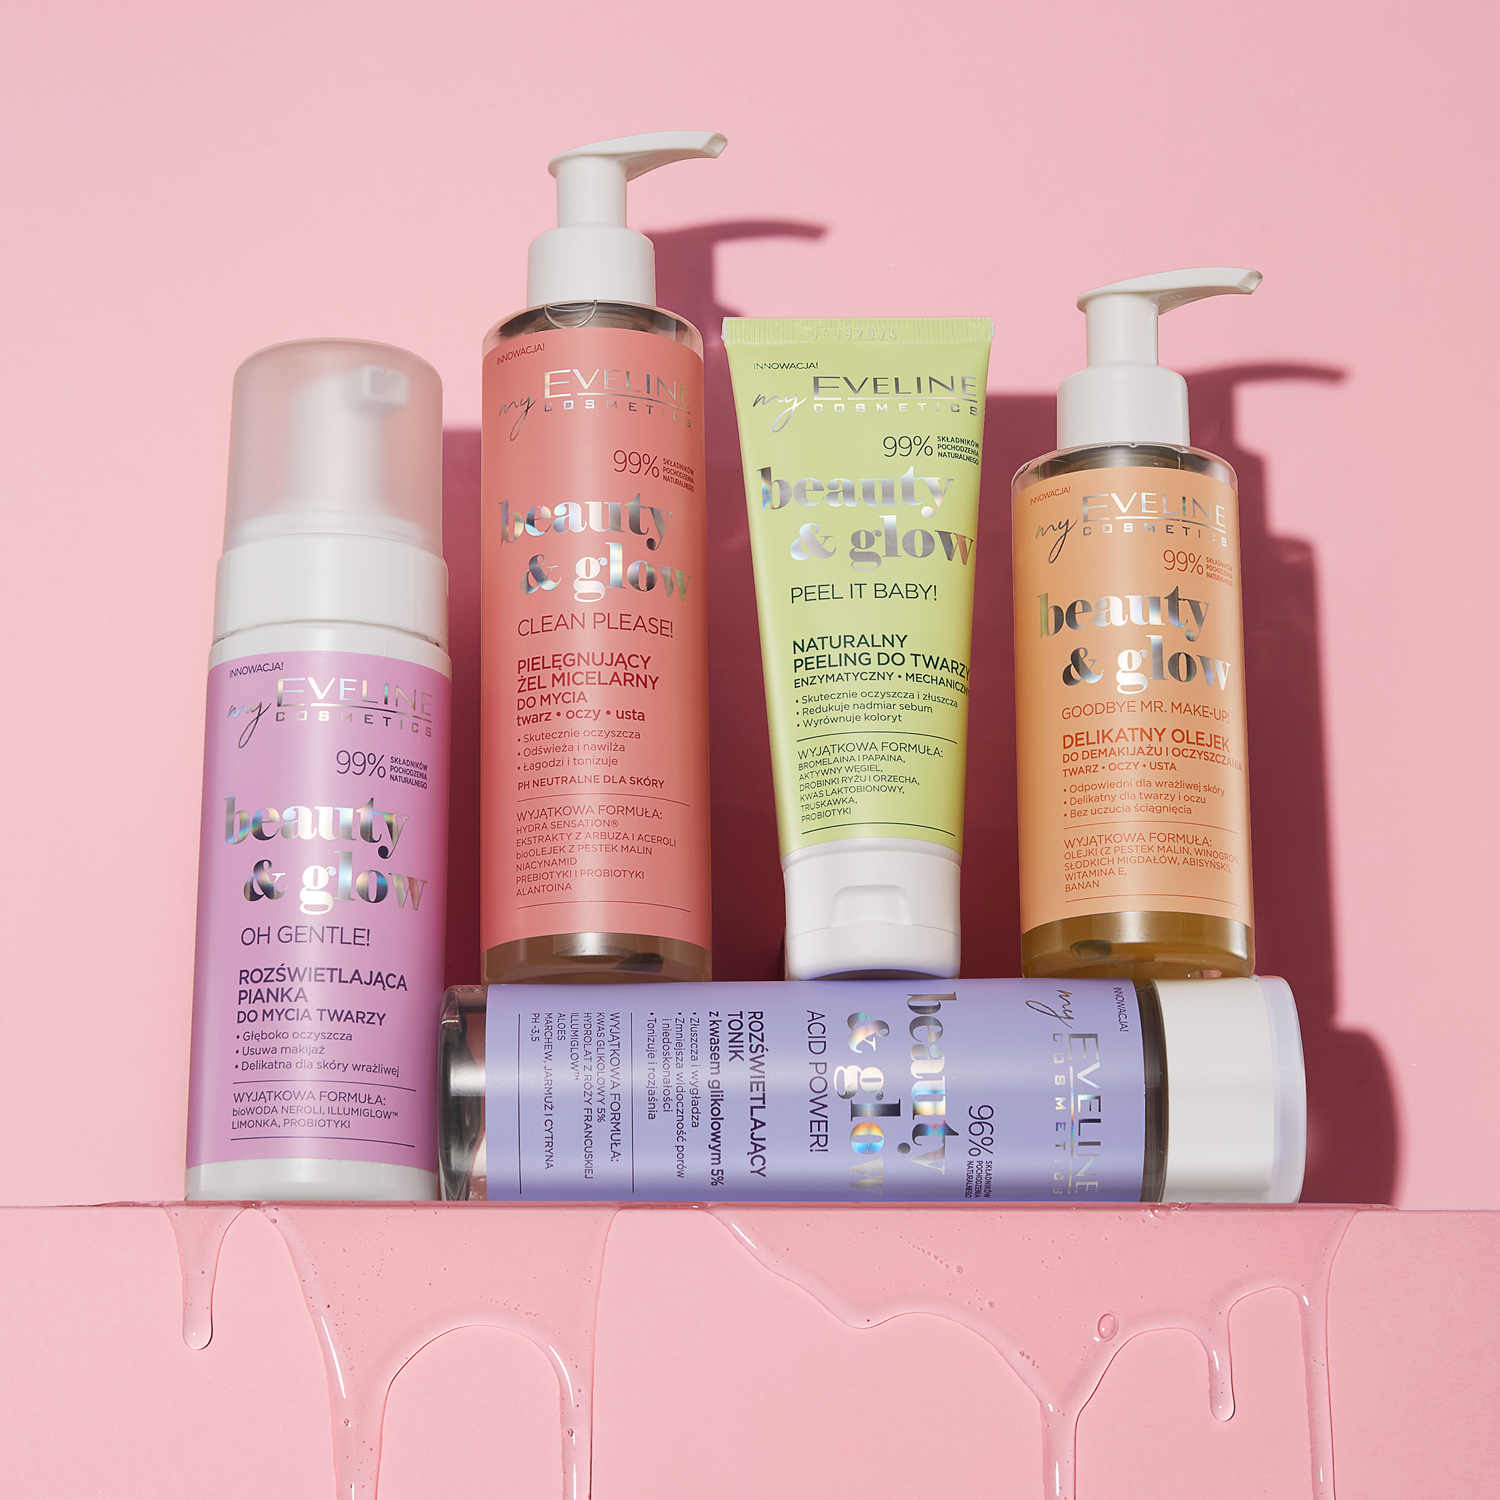 INNOWACJA!
my EVELINE
COSMETICS
99% SKŁADNIKÓW
POCHODZENIA
NATURALNEGO
beauty
& glow
OH GENTLE!
ROZŚWIETLAJĄCA
PIANKA
DO MYCIA TWARZY
• Głęboko oczyszcza
• Usuwa makijaż
• Delikatna dla skóry wrażliwej
WYJĄTKOWA FORMUŁA:
bioWODA NEROLI, ILLUMIGLOW™
LIMONKA, PROBIOTYKI
INNOWACJA!
my EVELINE
COSMETICS
99% SKŁADNIKÓW
POCHODZENIA
NATURALNEGO
beauty
& glow
CLEAN PLEASE!
PIELĘGNUJĄCY
ŻEL MICELARNY
DO MYCIA
twarz • oczy • usta
• Skutecznie oczyszcza
• Odświeża i nawilża
• Łagodzi i tonizuje
PH NEUTRALNE DLA SKÓRY
WYJĄTKOWA FORMUŁA:
HYDRA SENSATION®
EKSTRAKTY Z ARBUZA I ACEROLI
bioOLEJEK Z PESTEK MALIN
NIACYNAMID
PREBIOTYKI I PROBIOTYKI
ALANTOINA
INNOWACJA!
my EVELINE
COSMETICS
99% SKŁADNIKÓW
POCHODZENIA
NATURALNEGO
beauty
& glow
PEEL IT BABY!
NATURALNY
PEELING DO TWARZY
ENZYMATYCZNY • MECHANICZNY
• Skutecznie oczyszcza i złuszcza
• Redukuje nadmiar sebum
• Wyrównuje koloryt
WYJĄTKOWA FORMUŁA:
BROMELAINA I PAPAINA,
AKTYWNY WĘGIEL,
DROBINKI RYŻU I ORZECHA,
KWAS LAKTOBIONOWY,
TRUSKAWKA,
PROBIOTYKI
INNOWACJA!
my EVELINE
COSMETICS
99% SKŁADNIKÓW
POCHODZENIA
NATURALNEGO
beauty
& glow
GOODBYE MR. MAKE-UP!
DELIKATNY OLEJEK
DO DEMAKIJAŻU I OCZYSZCZANIA
TWARZ • OCZY • USTA
• Odpowiedni dla wrażliwej skóry
• Delikatny dla twarzy i oczu
• Bez uczucia ściągnięcia
WYJĄTKOWA FORMUŁA:
OLEJKI (Z PESTEK MALIN, WINOGRON,
SŁODKICH MIGDAŁÓW, ABISYŃSKI),
WITAMINA E,
BANAN
INNOWACJA!
my EVELINE
COSMETICS
96% SKŁADNIKÓW
POCHODZENIA
NATURALNEGO
beauty
& glow
ACID POWER!
ROZŚWIETLAJĄCY
TONIK
z kwasem glikolowym 5%
• Złuszcza i wygładza
• Zmniejsza widoczność porów
i niedoskonałości
• Tonizuje i rozjaśnia
WYJĄTKOWA FORMUŁA:
KWAS GLIKOLOWY 5%
HYDROLAT Z RÓŻY FRANCUSKIEJ
ILLUMIGLOW™
ALOES
MARCHEW, JARMUŻ I CYTRYNA
PH -3,5